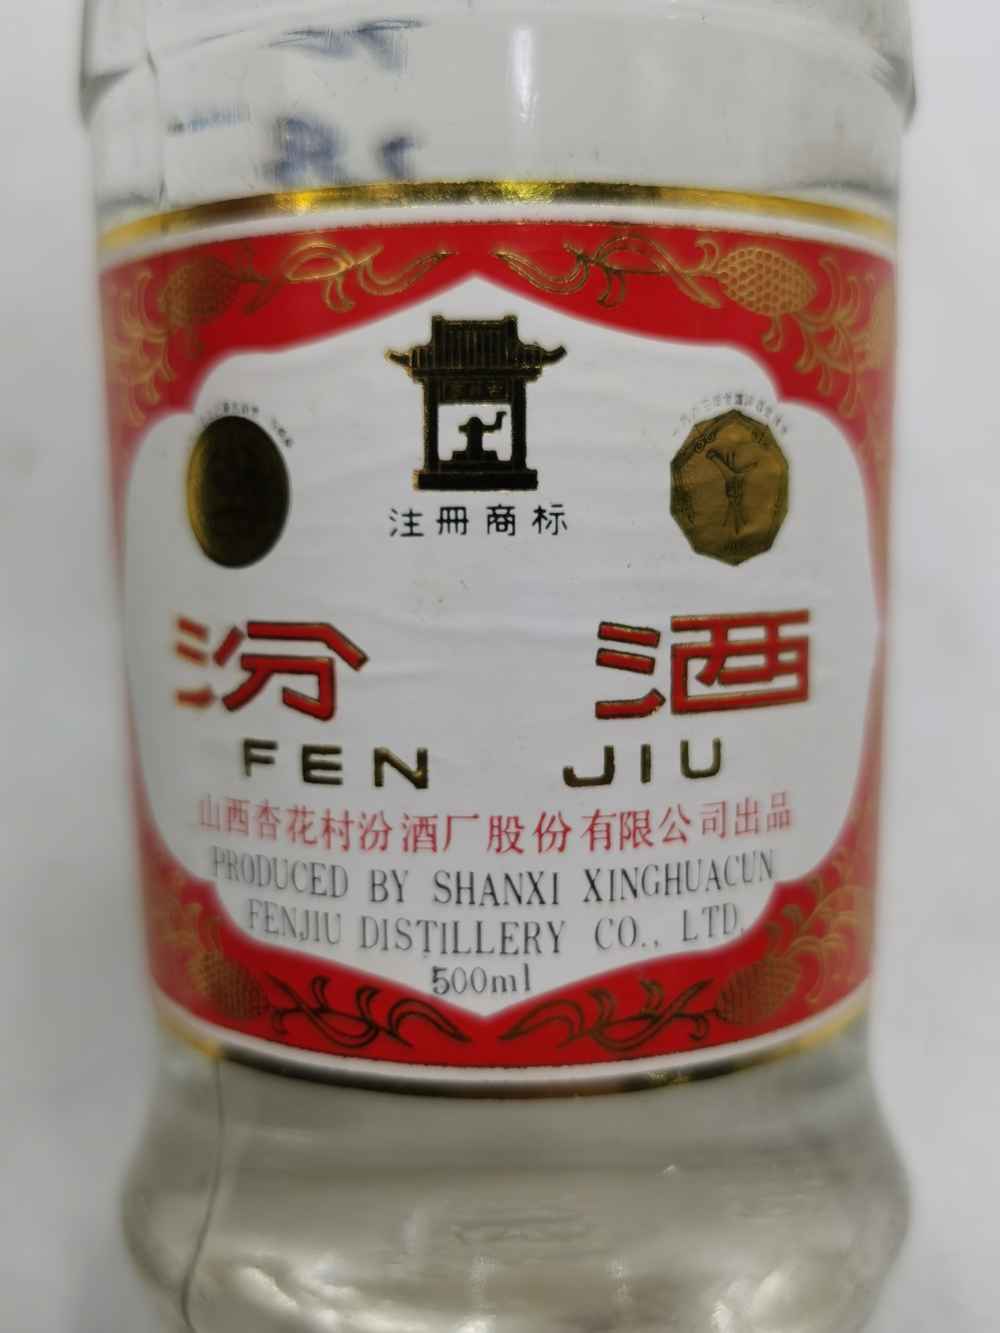 注冊商标
汾酒
FEN JIU
山西杏花村汾酒厂股份有限公司出品
PRODUCED BY SHANXI XINGHUACUN
FENJIU DISTILLERY CO., LTD.
500ml